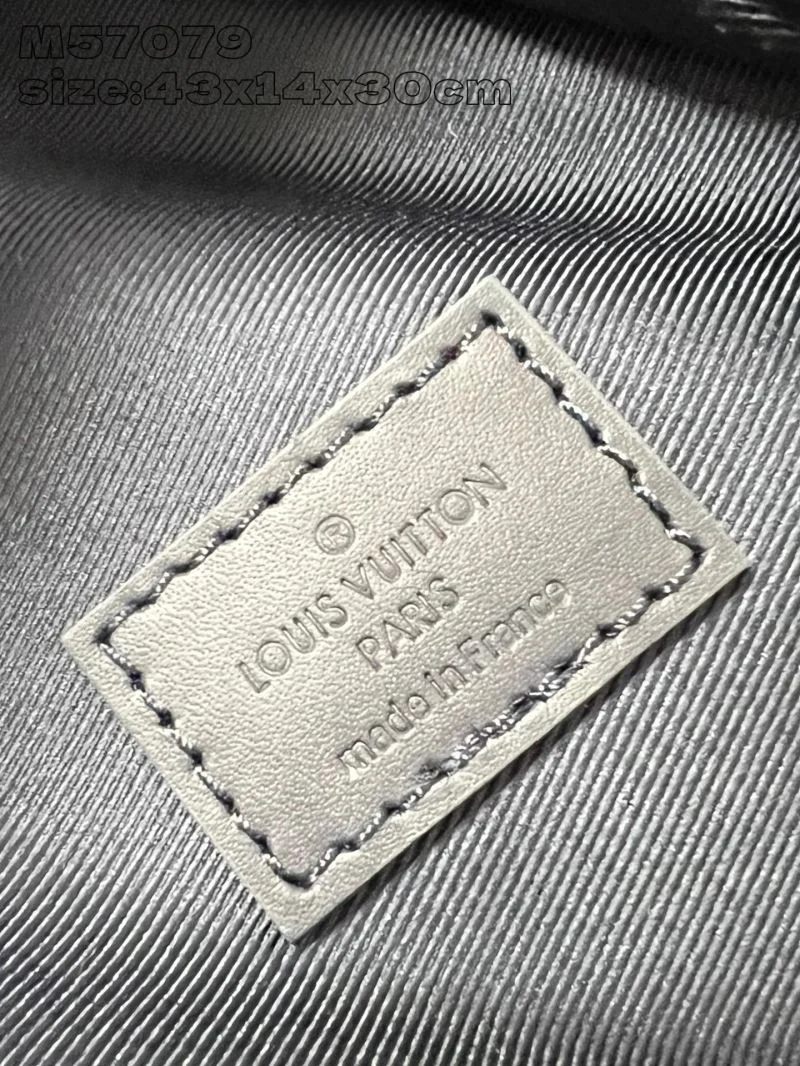 M57079
size:43x14x30cm
®
LOUIS VUITTON
PARIS
made in France